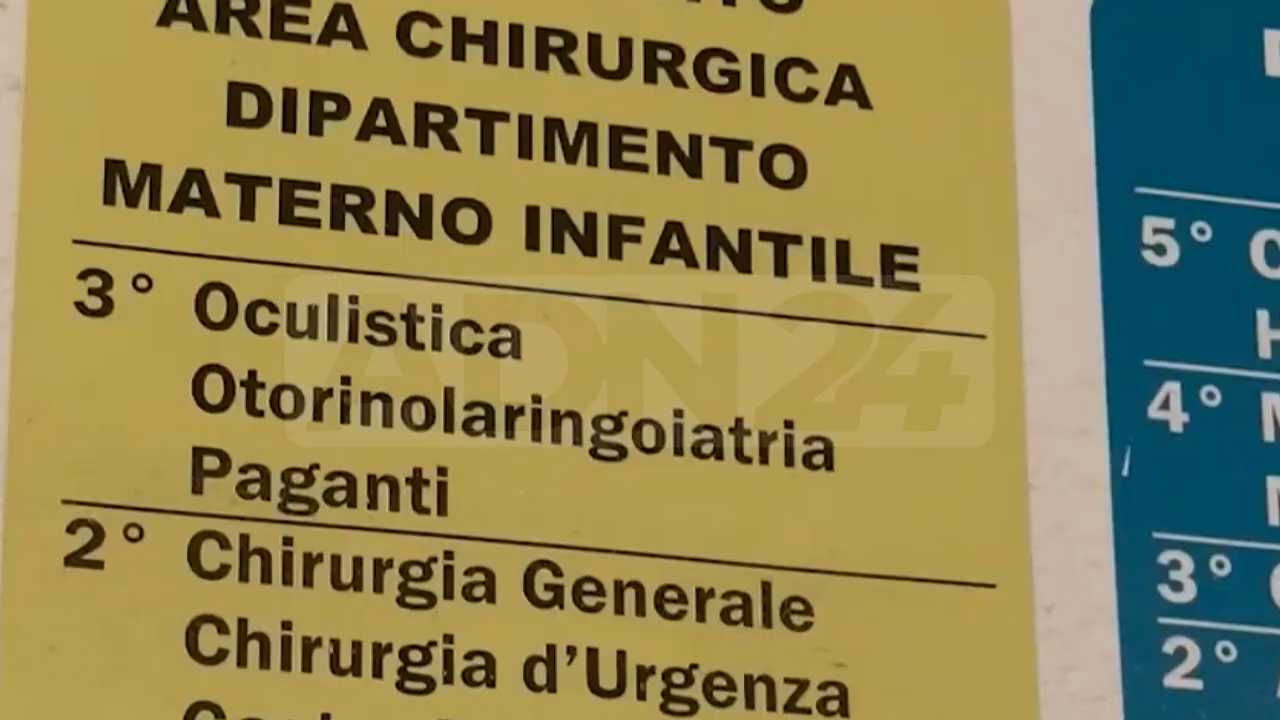 AREA CHIRURGICA
DIPARTIMENTO
MATERNO INFANTILE
3° Oculistica
Otorinolaringoiatria
Paganti
2° Chirurgia Generale
Chirurgia d'Urgenza
ADN24
5°
4°
3°
2°